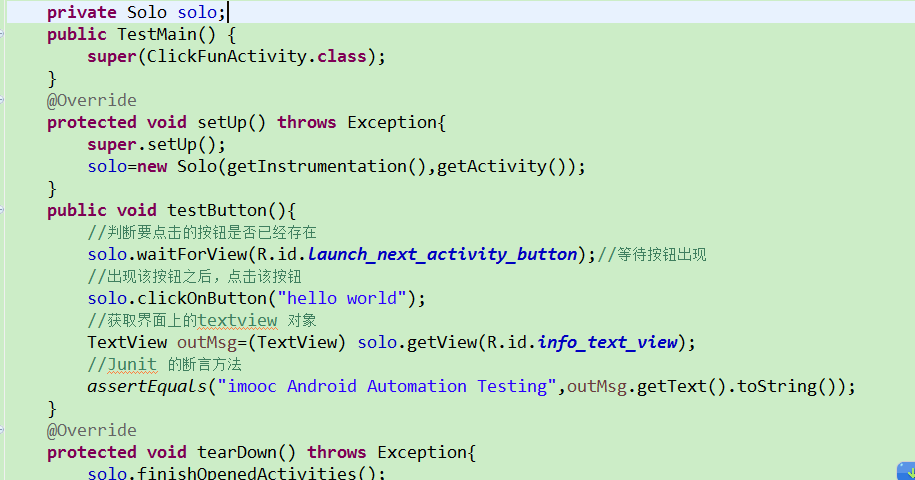 private Solo solo;
public TestMain() {
super(ClickFunActivity.class);
}
@Override
protected void setUp() throws Exception{
super.setUp();
solo=new Solo(getInstrumentation(),getActivity());
}
public void testButton(){
//判断要点击的按钮是否已经存在
solo.waitForView(R.id.launch_next_activity_button);//等待按钮出现
//出现该按钮之后，点击该按钮
solo.clickOnButton("hello world");
//获取界面上的textview 对象
TextView outMsg=(TextView) solo.getView(R.id.info_text_view);
//Junit 的断言方法
assertEquals("imooc Android Automation Testing",outMsg.getText().toString());
}
@Override
protected void tearDown() throws Exception{
solo.finishOpenedActivities();